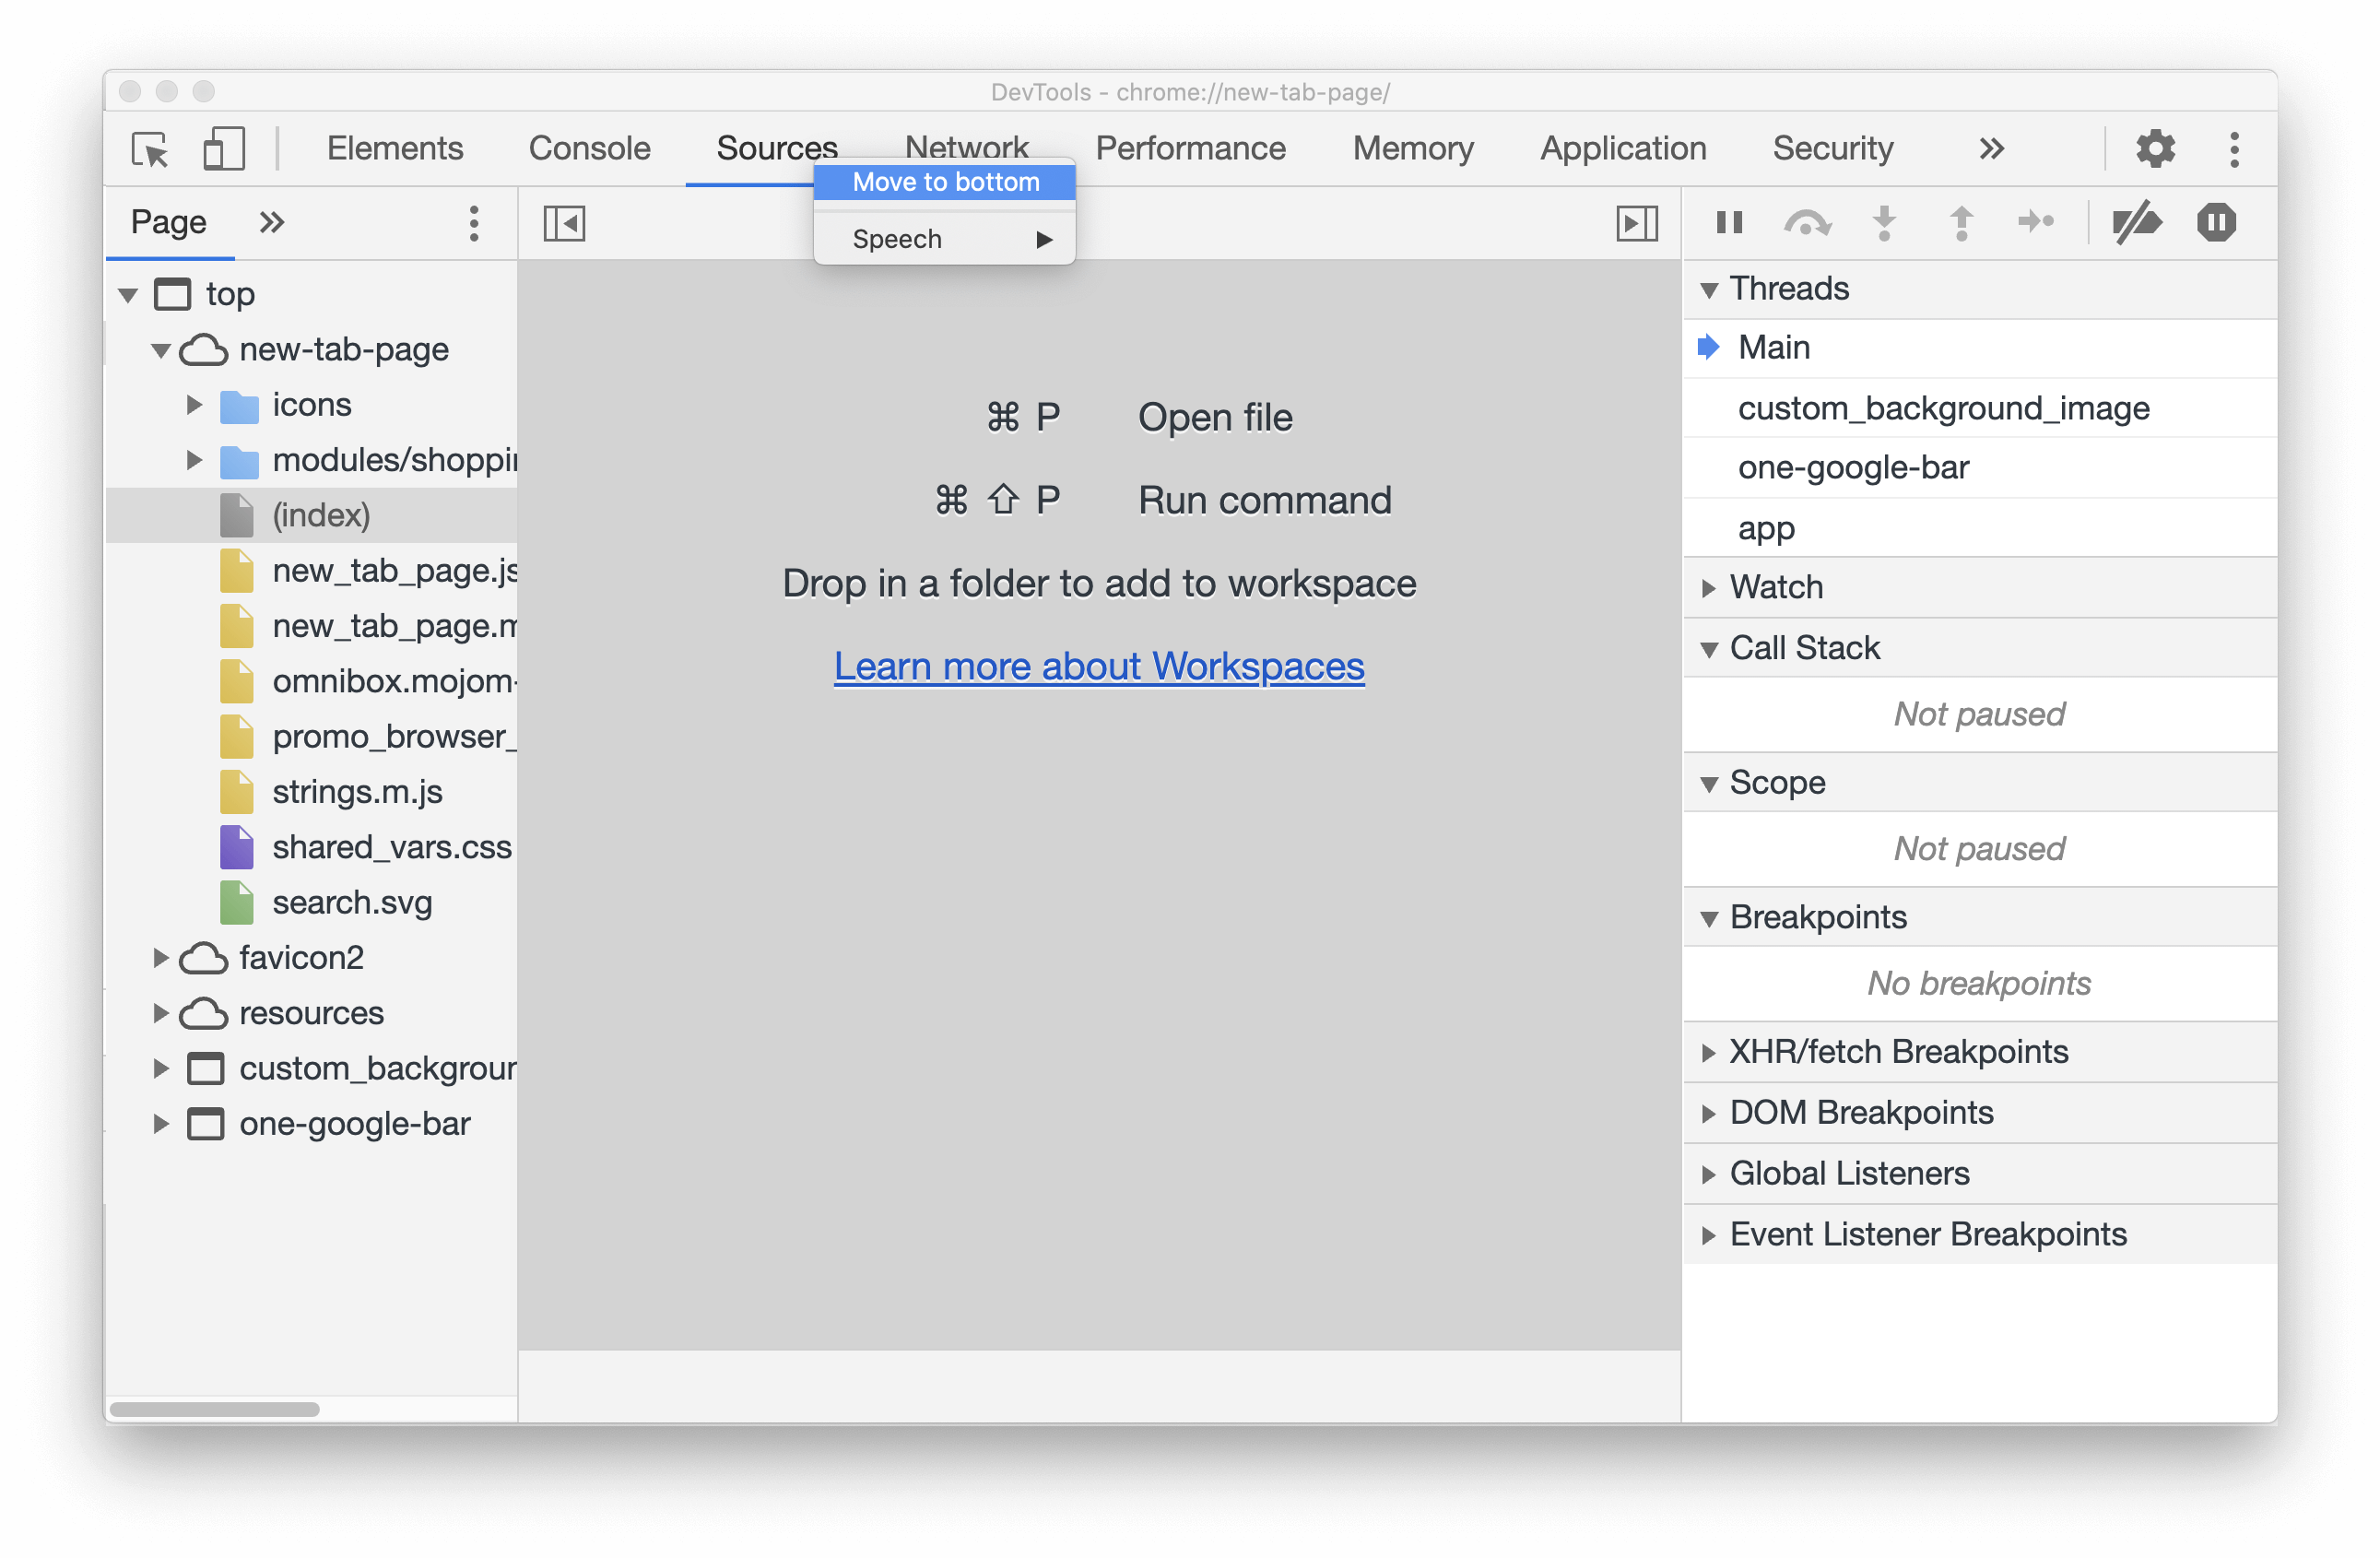 DevTools - chrome://new-tab-page/
Elements Console Sources Network Performance Memory Application Security »
Move to bottom
Speech
Page »
top
new-tab-page
icons
modules/shoppin
(index)
new_tab_page.js
new_tab_page.m
omnibox.mojom-
promo_browser_
strings.m.js
shared_vars.css
search.svg
favicon2
resources
custom_backgroun
one-google-bar
⌘ P Open file
⌘ ⇧ P Run command
Drop in a folder to add to workspace
Learn more about Workspaces
Threads
Main
custom_background_image
one-google-bar
app
Watch
Call Stack
Not paused
Scope
Not paused
Breakpoints
No breakpoints
XHR/fetch Breakpoints
DOM Breakpoints
Global Listeners
Event Listener Breakpoints